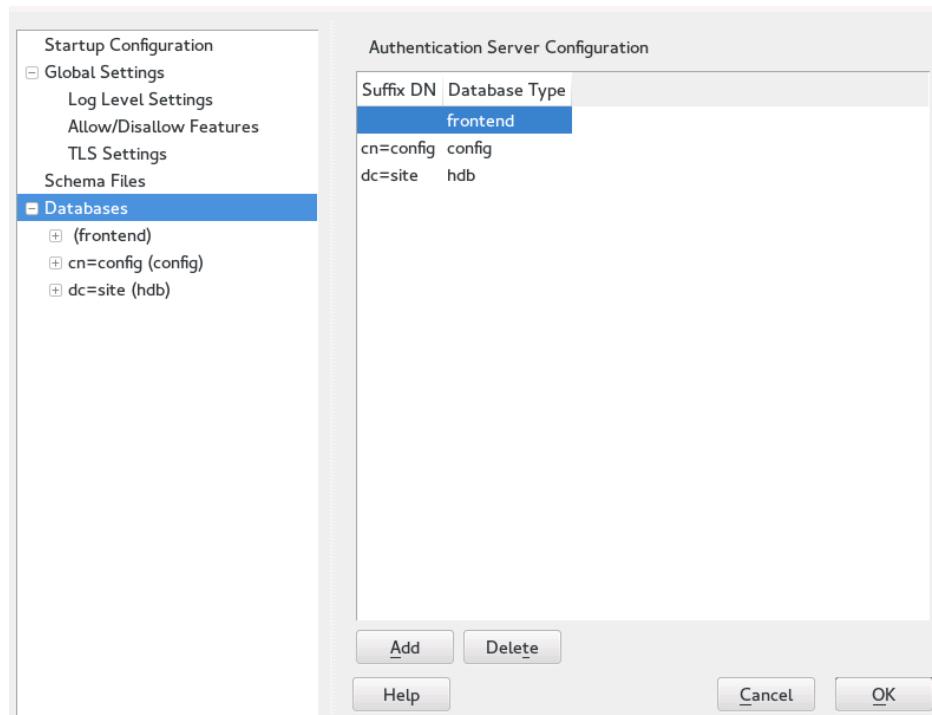 Startup Configuration
Global Settings
Log Level Settings
Allow/Disallow Features
TLS Settings
Schema Files
Databases
(frontend)
cn=config (config)
dc=site (hdb)
Authentication Server Configuration
Suffix DN Database Type
frontend
cn=config config
dc=site hdb
Add Delete
Help Cancel OK